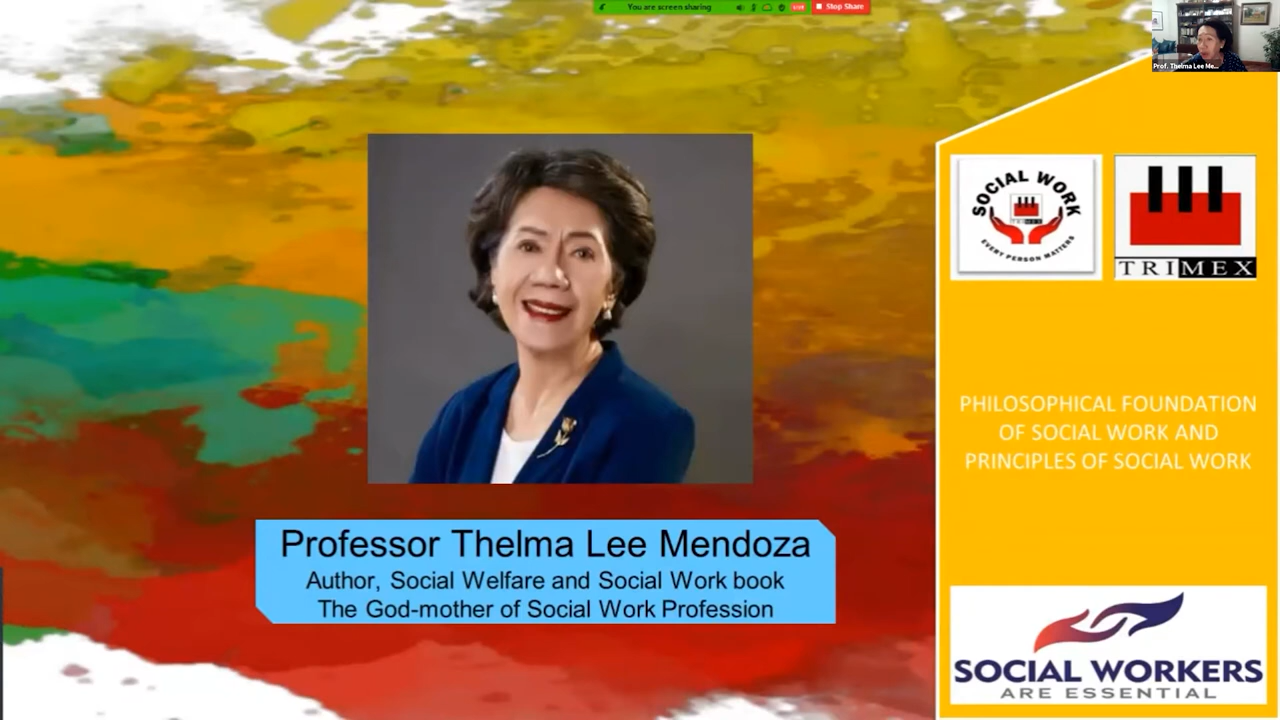 You are screen sharing
LIVE
Stop Share
Prof. Thelma Lee Me...
SOCIAL WORK
TRIMEX
EVERY PERSON MATTERS
TRIMEX
PHILOSOPHICAL FOUNDATION
OF SOCIAL WORK AND
PRINCIPLES OF SOCIAL WORK
Professor Thelma Lee Mendoza
Author, Social Welfare and Social Work book
The God-mother of Social Work Profession
SOCIAL WORKERS
ARE ESSENTIAL